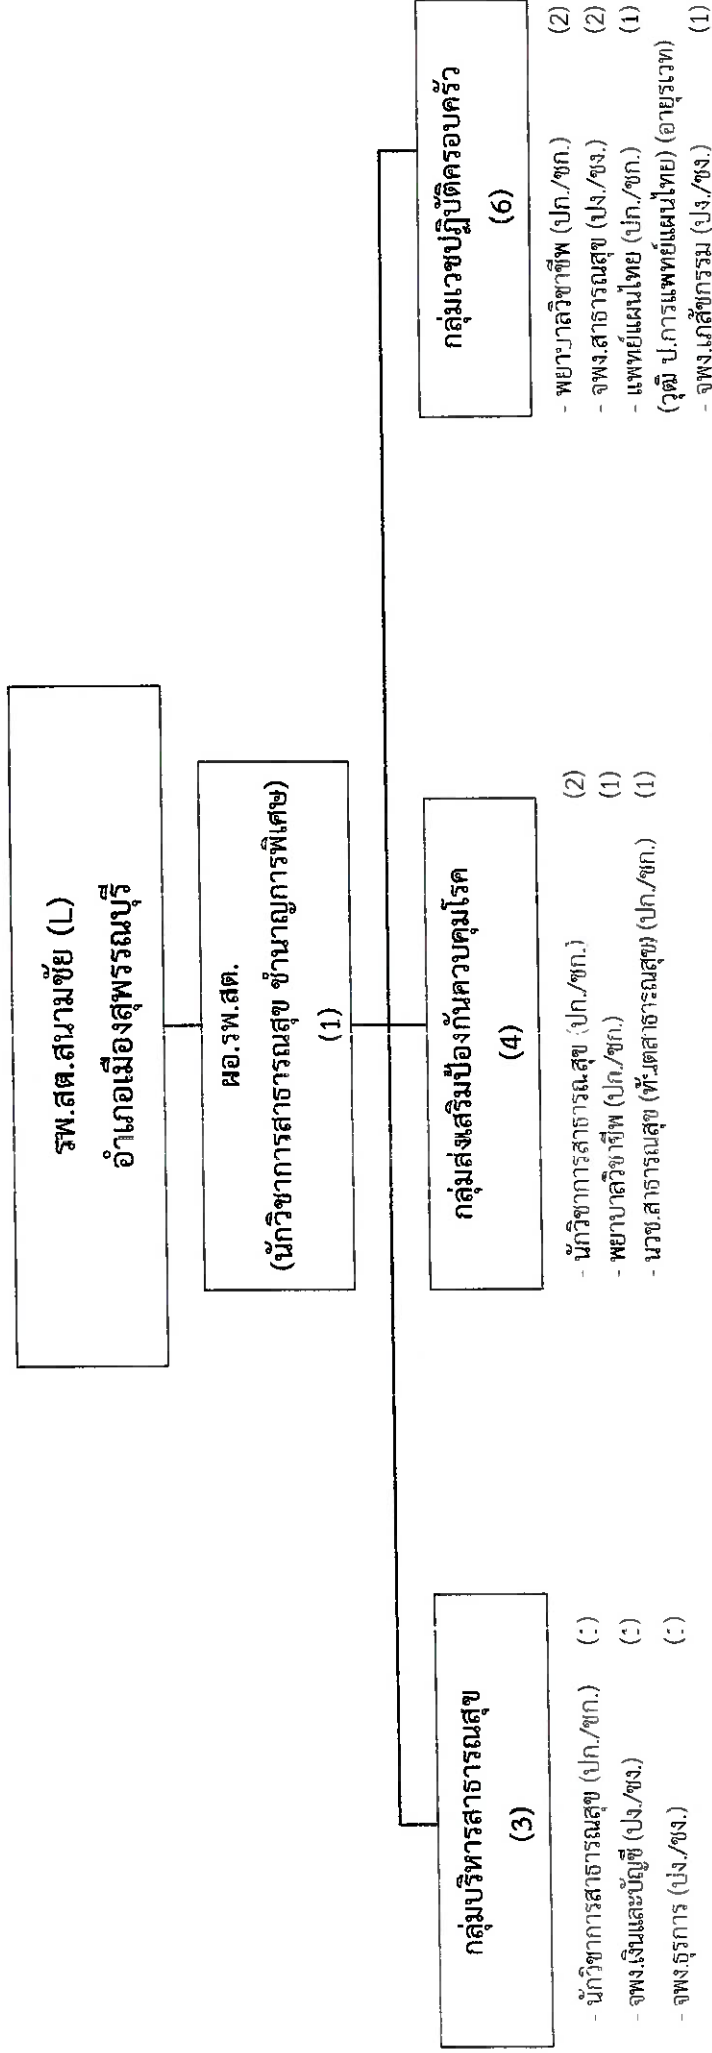 รพ.สต.สนามชัย (L)
อำเภอเมืองสุพรรณบุรี
ผอ.รพ.สต.
(นักวิชาการสาธารณสุข ชำนาญการพิเศษ)
(1)
กลุ่มบริหารสาธารณสุข
(3)
- นักวิชาการสาธารณสุข (ปก./ชก.)
- จพง.เงินและบัญชี (ปง./ชง.)
- จพง.ธุรการ (ปง./ชง.)
กลุ่มส่งเสริมป้องกันควบคุมโรค
(4)
- นักวิชาการสาธารณสุข (ปก./ชก.) (2)
- พยาบาลวิชาชีพ (ปก./ชก.) (1)
- นวช.สาธารณสุข (ทันตสาธารณสุข) (ปก./ชก.) (1)
กลุ่มเวชปฏิบัติครอบครัว
(6)
- พยาบาลวิชาชีพ (ปก./ชก.) (2)
- จพง.สาธารณสุข (ปง./ชง.) (2)
- แพทย์แผนไทย (ปก./ชก.) (1)
(วุฒิ ป.การแพทย์แผนไทย) (อายุรเวท)
- จพง.เภสัชกรรม (ปง./ชง.) (1)